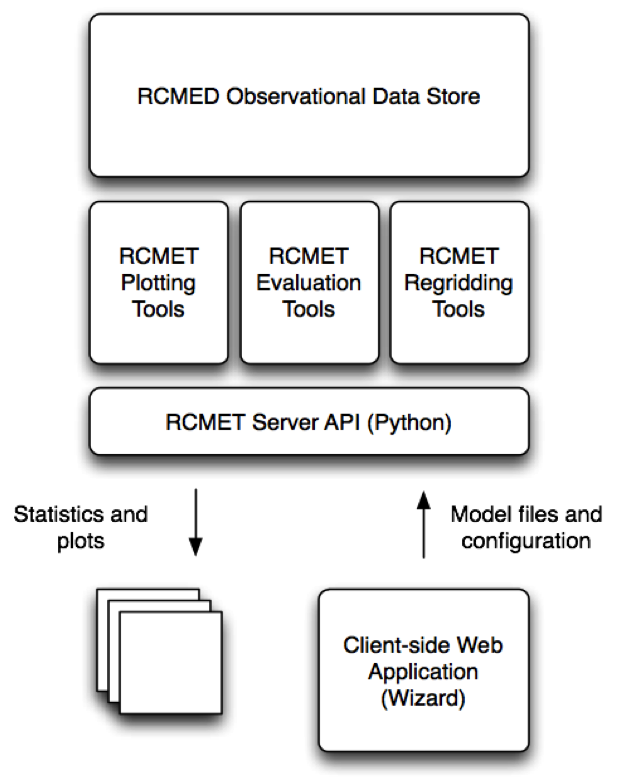 RCMED Observational Data Store
RCMET
Plotting
Tools
RCMET
Evaluation
Tools
RCMET
Regridding
Tools
RCMET Server API (Python)
Statistics and
plots
Model files and
configuration
Client-side Web
Application
(Wizard)